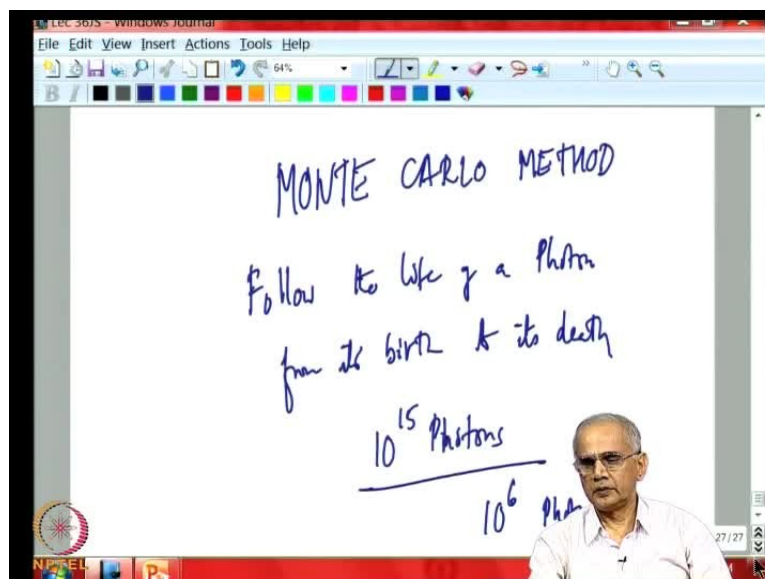 Lec 36JS - Windows Journal
File Edit View Insert Actions Tools Help
64%
B I
MONTE CARLO METHOD
Follow the life of a Photon
from its birth to its death
10^15 Photons
10^6 Pho
27/27
NPTEL